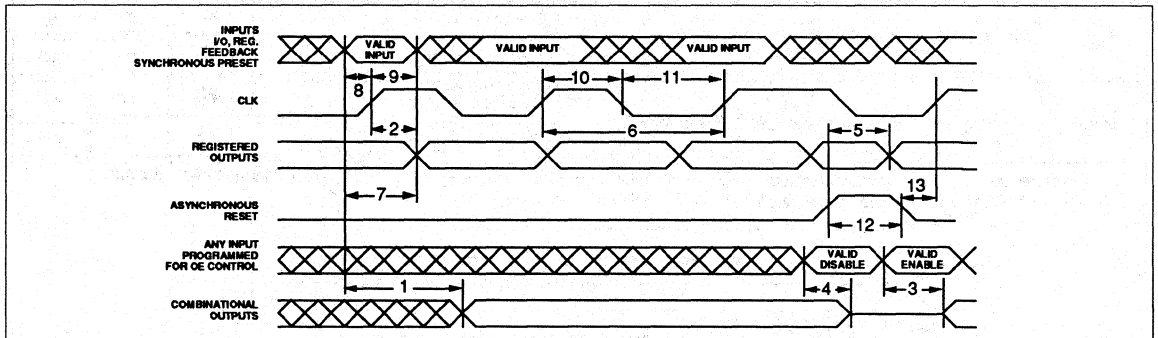 INPUTS
I/O, REG.
FEEDBACK
SYNCHRONOUS PRESET
VALID
INPUT
VALID INPUT
VALID INPUT
8
9
10
11
CLK
2
6
5
REGISTERED
OUTPUTS
7
13
ASYNCHRONOUS
RESET
12
ANY INPUT
PROGRAMMED
FOR OE CONTROL
VALID
DISABLE
VALID
ENABLE
1
4
3
COMBINATIONAL
OUTPUTS